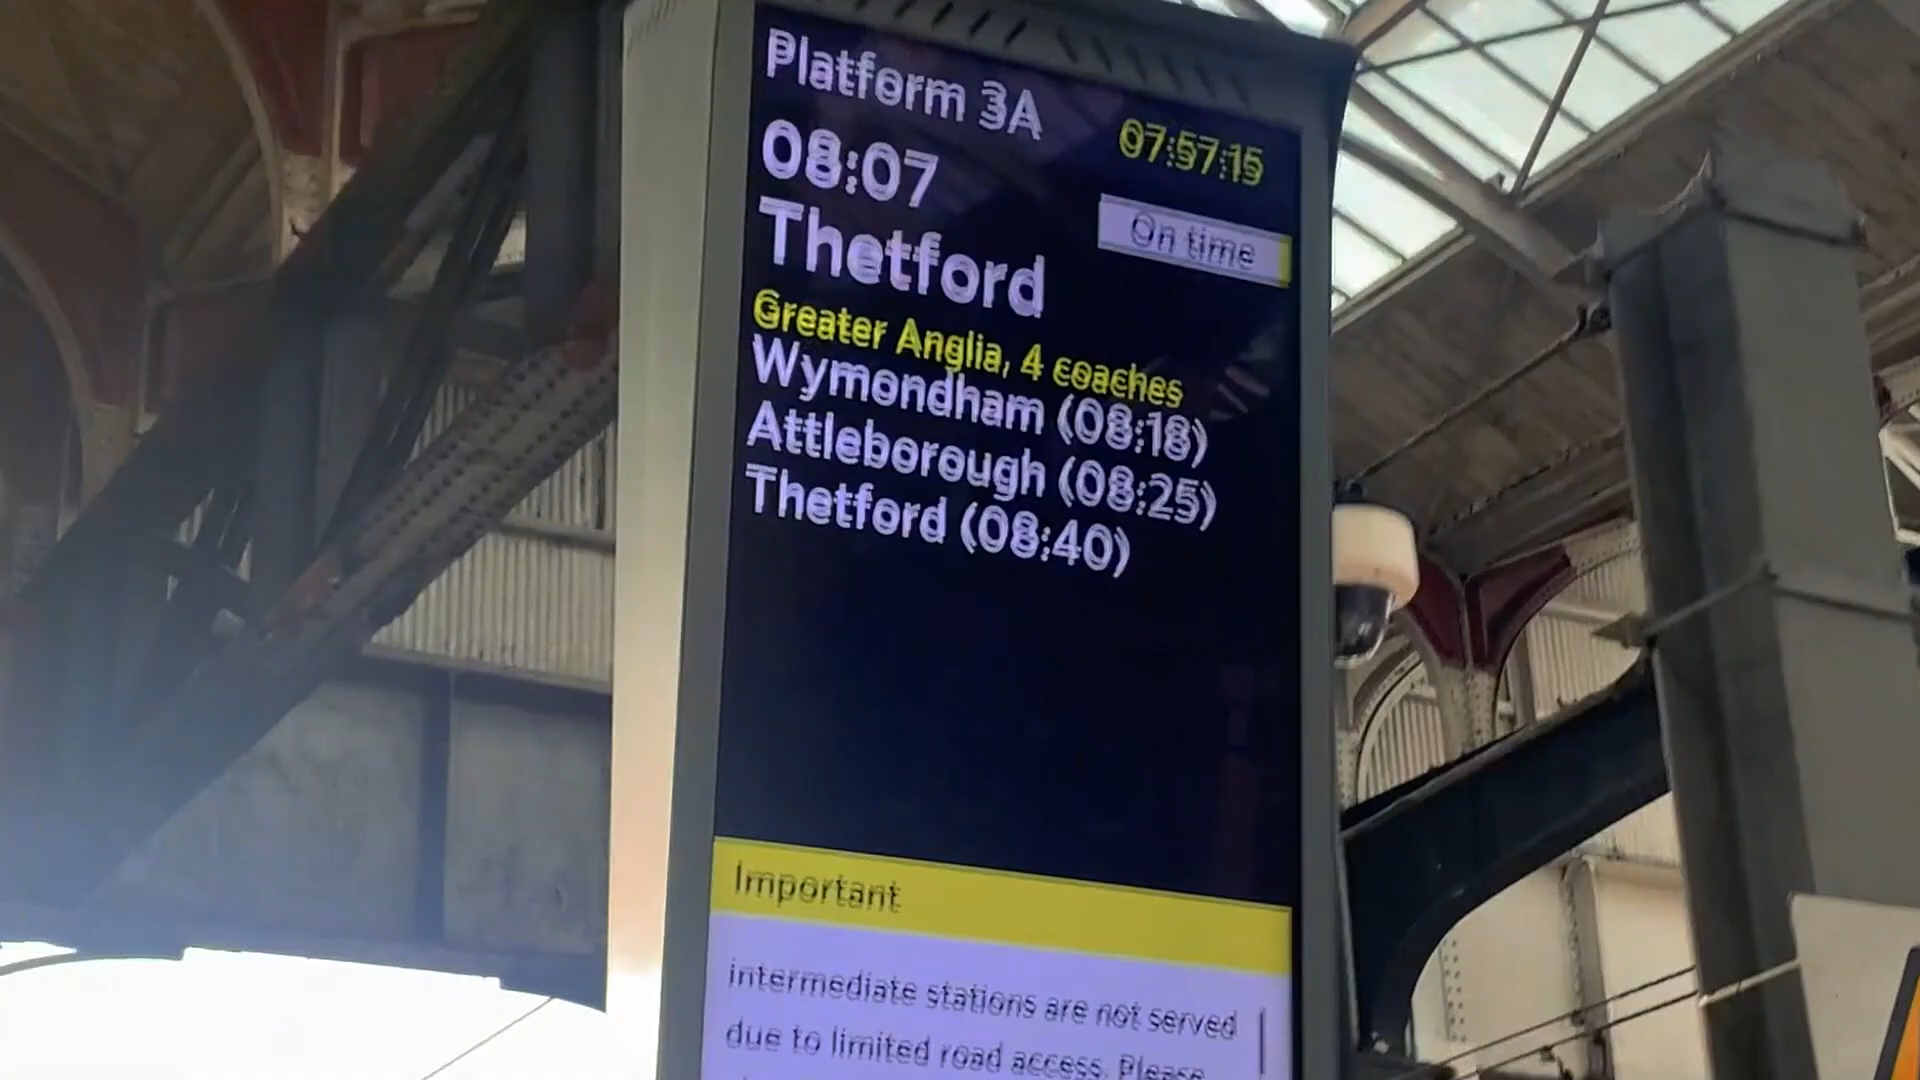 Platform 3A
07:57:15
08:07
On time
Thetford
Greater Anglia, 4 coaches
Wymondham (08:18)
Attleborough (08:25)
Thetford (08:40)
Important
intermediate stations are not served
due to limited road access. Please